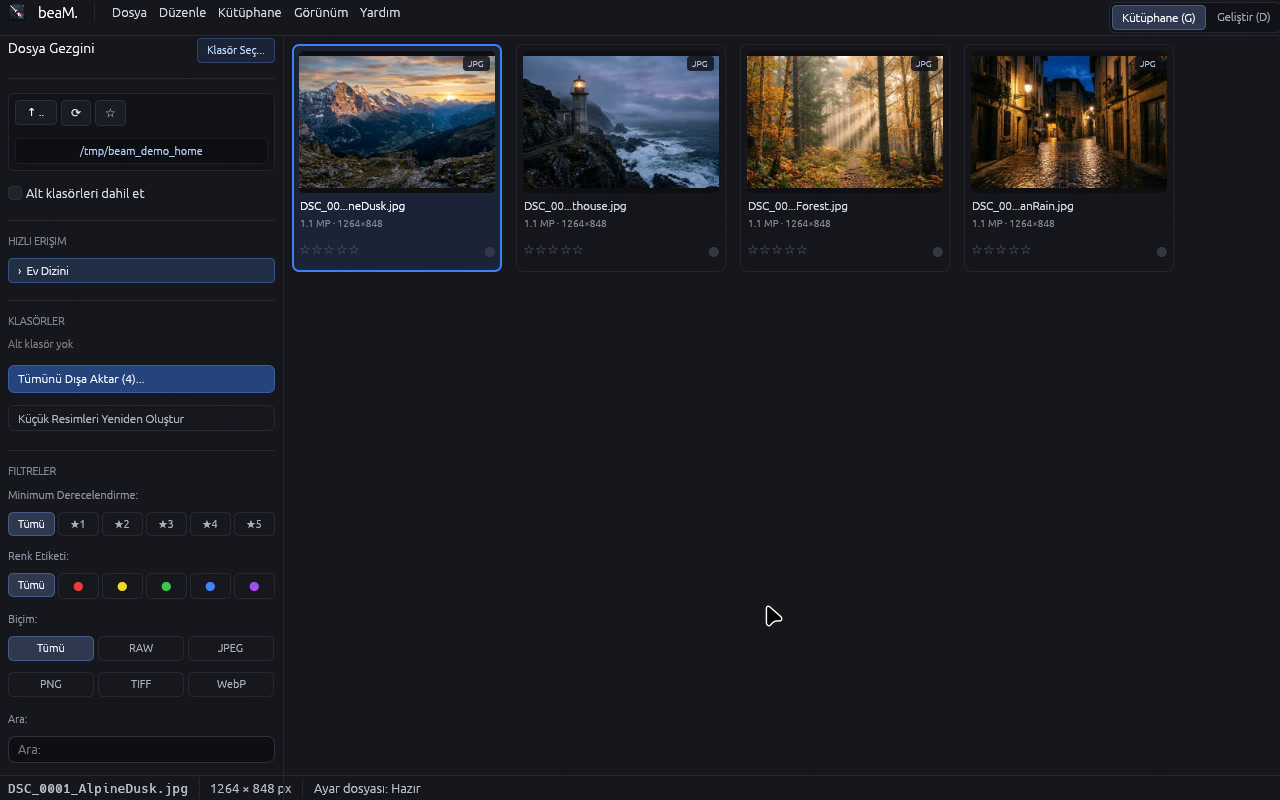 beaM. Dosya Düzenle Kütüphane Görünüm Yardım Kütüphane (G) Geliştir (D)
Dosya Gezgini Klasör Seç...
↑ .. ⟳ ☆
/tmp/beam_demo_home
Alt klasörleri dahil et
HIZLI ERIŞIM
› Ev Dizini
KLASÖRLER
Alt klasör yok
Tümünü Dışa Aktar (4)...
Küçük Resimleri Yeniden Oluştur
FILTRELER
Minimum Derecelendirme:
Tümü ★1 ★2 ★3 ★4 ★5
Renk Etiketi:
Tümü
Biçim:
Tümü RAW JPEG
PNG TIFF WebP
Ara:
Ara:
JPG
DSC_00...neDusk.jpg
1.1 MP · 1264×848
☆☆☆☆☆
JPG
DSC_00...thouse.jpg
1.1 MP · 1264×848
☆☆☆☆☆
JPG
DSC_00...Forest.jpg
1.1 MP · 1264×848
☆☆☆☆☆
JPG
DSC_00...anRain.jpg
1.1 MP · 1264×848
☆☆☆☆☆
DSC_0001_AlpineDusk.jpg 1264 × 848 px Ayar dosyası: Hazır